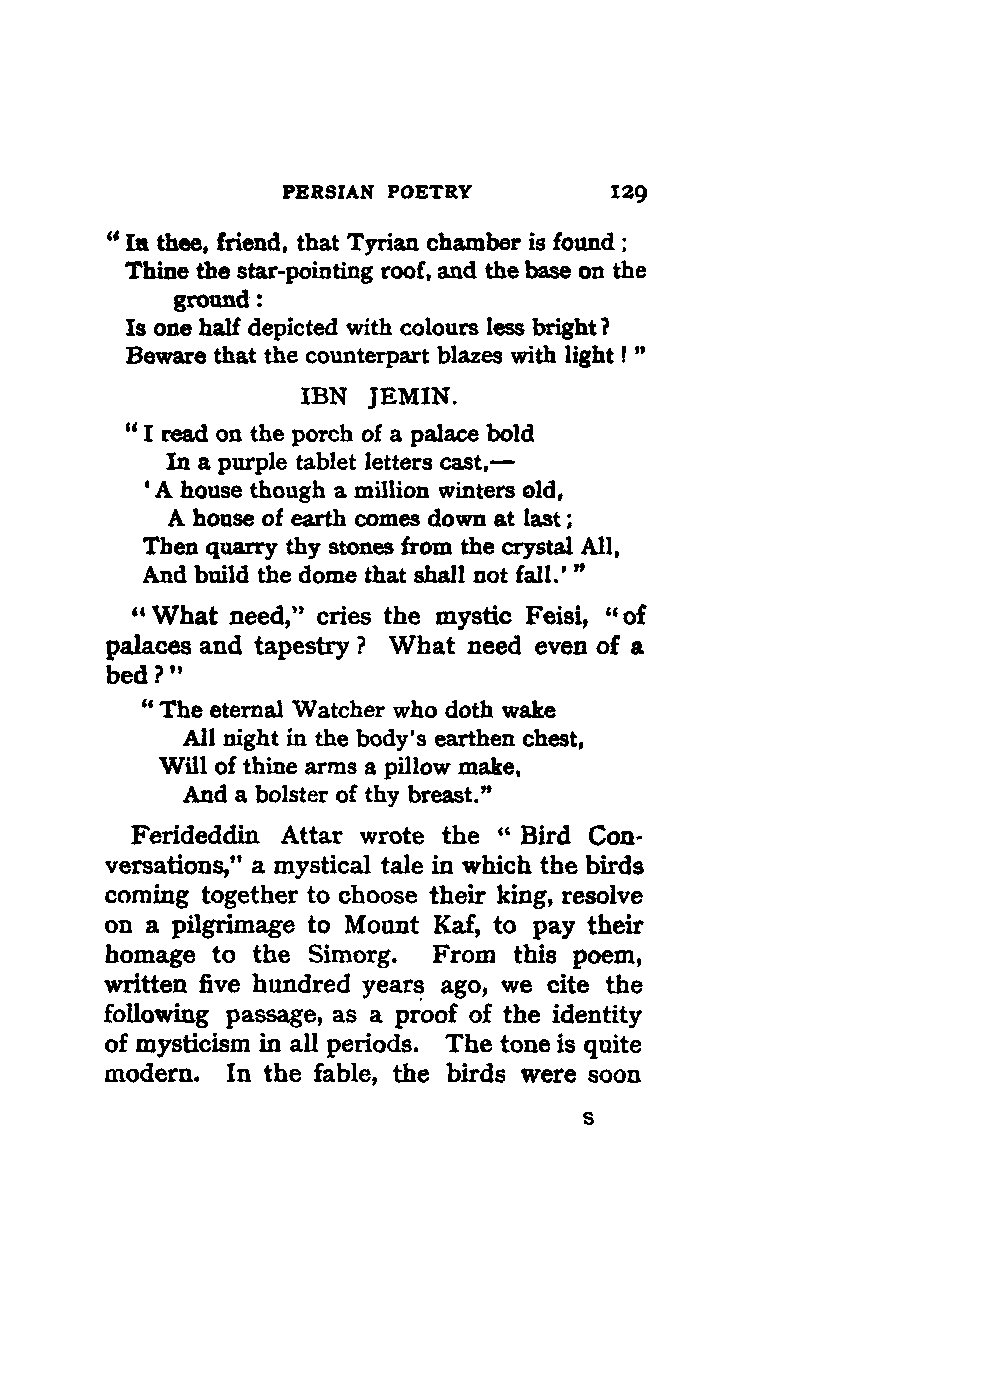 PERSIAN POETRY 129
“ In thee, friend, that Tyrian chamber is found ;
Thine the star-pointing roof, and the base on the
ground :
Is one half depicted with colours less bright ?
Beware that the counterpart blazes with light ! ”
IBN JEMIN.
“ I read on the porch of a palace bold
In a purple tablet letters cast,—
‘ A house though a million winters old,
A house of earth comes down at last ;
Then quarry thy stones from the crystal All,
And build the dome that shall not fall.’ ”
“ What need,” cries the mystic Feisi, “ of
palaces and tapestry ? What need even of a
bed ? ”
“ The eternal Watcher who doth wake
All night in the body's earthen chest,
Will of thine arms a pillow make,
And a bolster of thy breast.”
Ferideddin Attar wrote the “ Bird Con-
versations,” a mystical tale in which the birds
coming together to choose their king, resolve
on a pilgrimage to Mount Kaf, to pay their
homage to the Simorg. From this poem,
written five hundred years ago, we cite the
following passage, as a proof of the identity
of mysticism in all periods. The tone is quite
modern. In the fable, the birds were soon
S